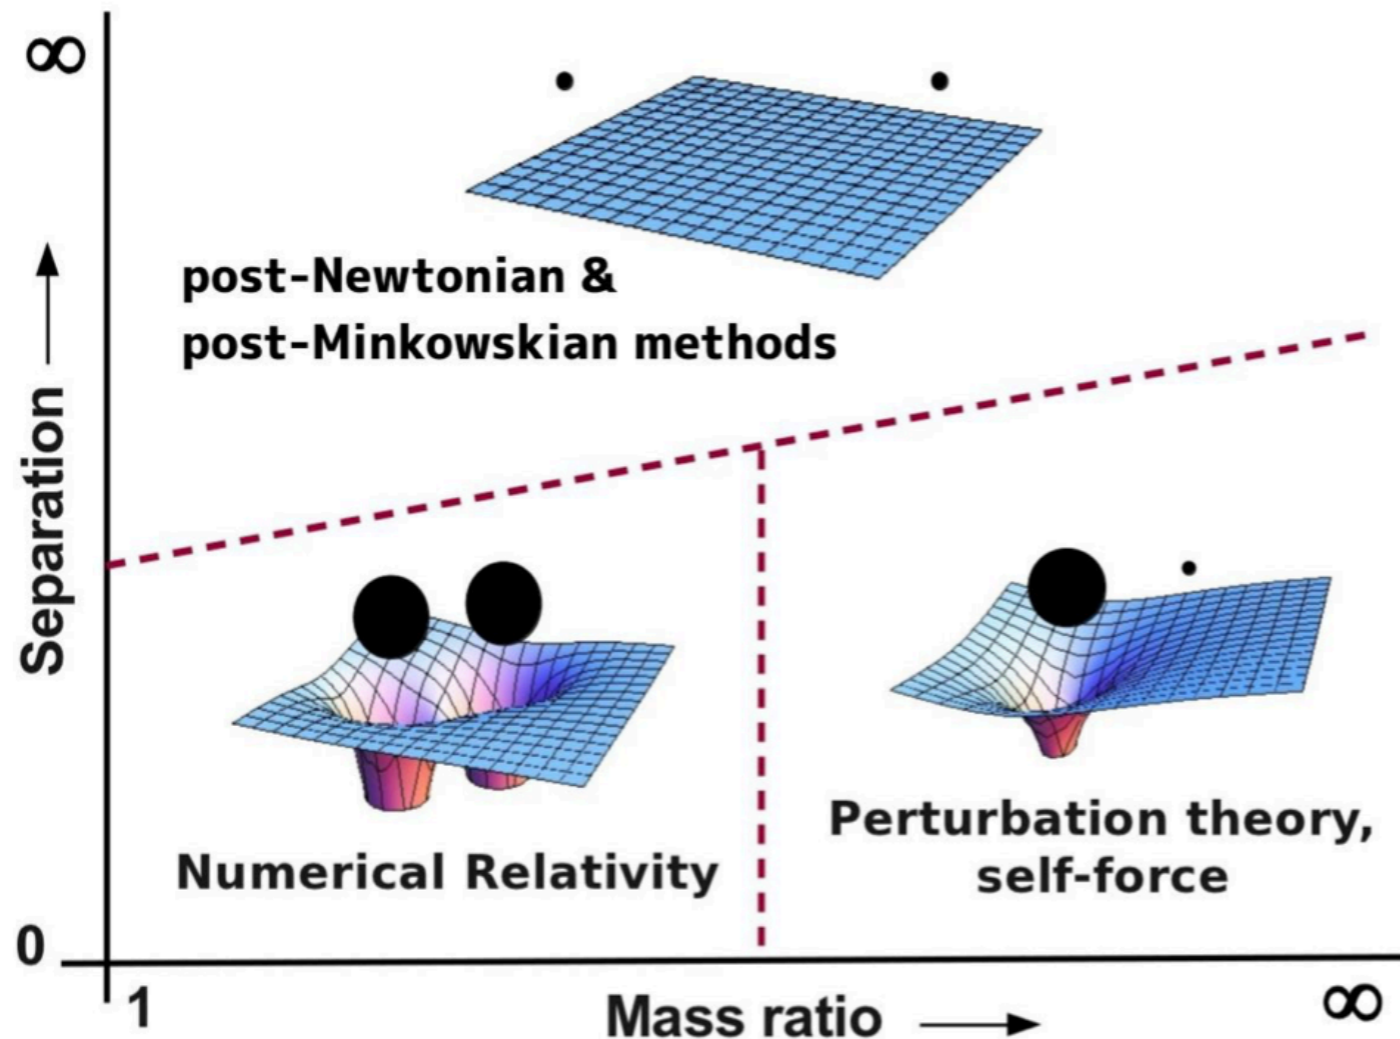 ∞
post-Newtonian &
post-Minkowskian methods
Separation
Numerical Relativity
Perturbation theory,
self-force
0
1
Mass ratio
∞